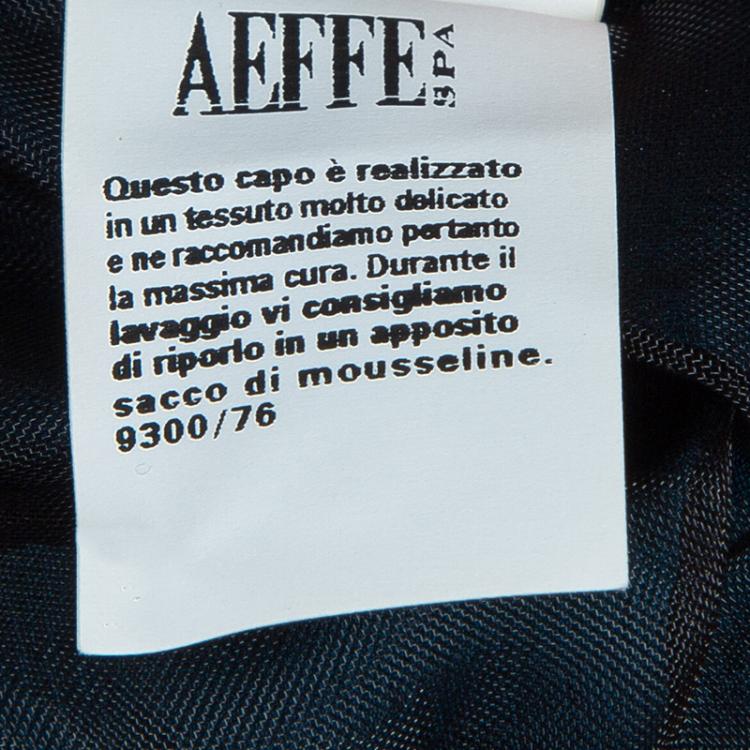 AEFFE SPA
Questo capo è realizzato
in un tessuto molto delicato
e ne raccomandiamo pertanto
la massima cura. Durante il
lavaggio vi consigliamo
di riporlo in un apposito
sacco di mousseline.
9300/76